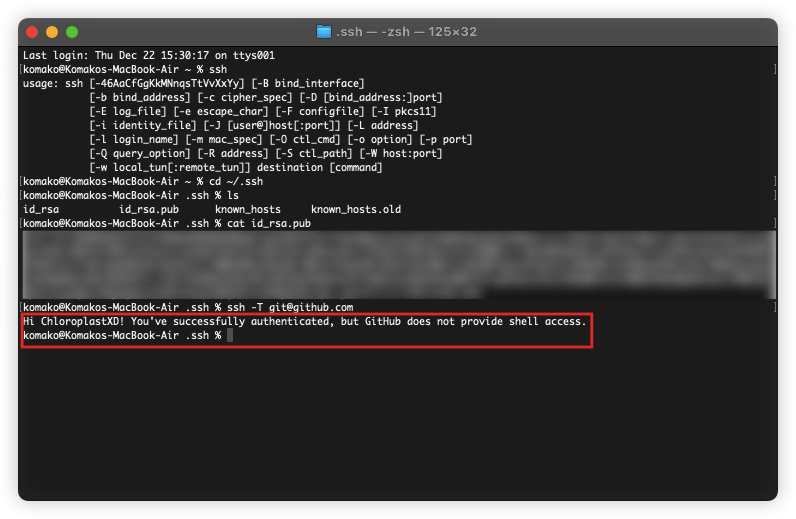 .ssh — -zsh — 125×32
Last login: Thu Dec 22 15:30:17 on ttys001
[komako@Komakos-MacBook-Air ~ % ssh ]
usage: ssh [-46AaCfGgKkMNnqsTtVvXxYy] [-B bind_interface]
[-b bind_address] [-c cipher_spec] [-D [bind_address:]port]
[-E log_file] [-e escape_char] [-F configfile] [-I pkcs11]
[-i identity_file] [-J [user@]host[:port]] [-L address]
[-l login_name] [-m mac_spec] [-O ctl_cmd] [-o option] [-p port]
[-Q query_option] [-R address] [-S ctl_path] [-W host:port]
[-w local_tun[:remote_tun]] destination [command]
[komako@Komakos-MacBook-Air ~ % cd ~/.ssh ]
[komako@Komakos-MacBook-Air .ssh % ls ]
id_rsa id_rsa.pub known_hosts known_hosts.old
[komako@Komakos-MacBook-Air .ssh % cat id_rsa.pub ]
[komako@Komakos-MacBook-Air .ssh % ssh -T git@github.com ]
Hi ChloroplastXD! You've successfully authenticated, but GitHub does not provide shell access.
komako@Komakos-MacBook-Air .ssh %